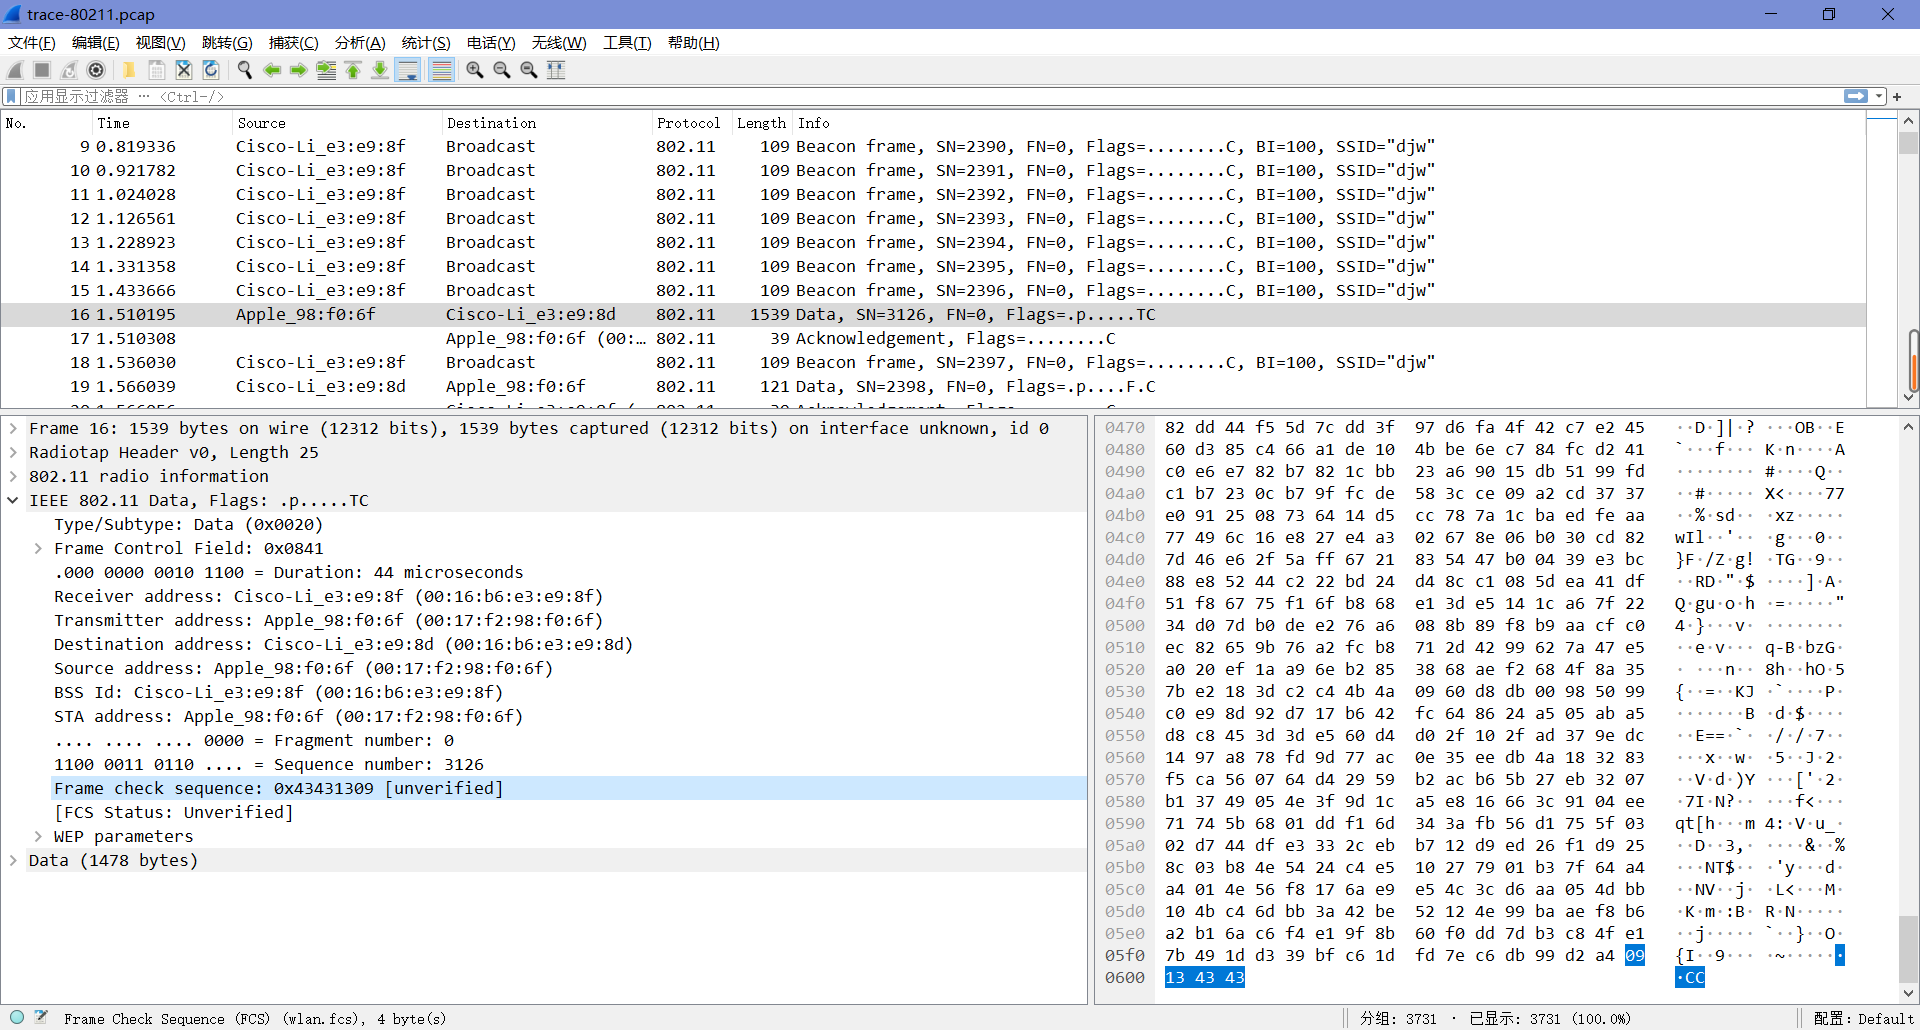 trace-80211.pcap
文件(F) 编辑(E) 视图(V) 跳转(G) 捕获(C) 分析(A) 统计(S) 电话(Y) 无线(W) 工具(T) 帮助(H)
应用显示过滤器 … <Ctrl-/>
No. Time Source Destination Protocol Length Info
9 0.819336 Cisco-Li_e3:e9:8f Broadcast 802.11 109 Beacon frame, SN=2390, FN=0, Flags=........C, BI=100, SSID="djw"
10 0.921782 Cisco-Li_e3:e9:8f Broadcast 802.11 109 Beacon frame, SN=2391, FN=0, Flags=........C, BI=100, SSID="djw"
11 1.024028 Cisco-Li_e3:e9:8f Broadcast 802.11 109 Beacon frame, SN=2392, FN=0, Flags=........C, BI=100, SSID="djw"
12 1.126561 Cisco-Li_e3:e9:8f Broadcast 802.11 109 Beacon frame, SN=2393, FN=0, Flags=........C, BI=100, SSID="djw"
13 1.228923 Cisco-Li_e3:e9:8f Broadcast 802.11 109 Beacon frame, SN=2394, FN=0, Flags=........C, BI=100, SSID="djw"
14 1.331358 Cisco-Li_e3:e9:8f Broadcast 802.11 109 Beacon frame, SN=2395, FN=0, Flags=........C, BI=100, SSID="djw"
15 1.433666 Cisco-Li_e3:e9:8f Broadcast 802.11 109 Beacon frame, SN=2396, FN=0, Flags=........C, BI=100, SSID="djw"
16 1.510195 Apple_98:f0:6f Cisco-Li_e3:e9:8d 802.11 1539 Data, SN=3126, FN=0, Flags=.p.....TC
17 1.510308 Apple_98:f0:6f (00:… 802.11 39 Acknowledgement, Flags=........C
18 1.536030 Cisco-Li_e3:e9:8f Broadcast 802.11 109 Beacon frame, SN=2397, FN=0, Flags=........C, BI=100, SSID="djw"
19 1.566039 Cisco-Li_e3:e9:8d Apple_98:f0:6f 802.11 121 Data, SN=2398, FN=0, Flags=.p....F.C
Frame 16: 1539 bytes on wire (12312 bits), 1539 bytes captured (12312 bits) on interface unknown, id 0
Radiotap Header v0, Length 25
802.11 radio information
IEEE 802.11 Data, Flags: .p.....TC
Type/Subtype: Data (0x0020)
Frame Control Field: 0x0841
.000 0000 0010 1100 = Duration: 44 microseconds
Receiver address: Cisco-Li_e3:e9:8f (00:16:b6:e3:e9:8f)
Transmitter address: Apple_98:f0:6f (00:17:f2:98:f0:6f)
Destination address: Cisco-Li_e3:e9:8d (00:16:b6:e3:e9:8d)
Source address: Apple_98:f0:6f (00:17:f2:98:f0:6f)
BSS Id: Cisco-Li_e3:e9:8f (00:16:b6:e3:e9:8f)
STA address: Apple_98:f0:6f (00:17:f2:98:f0:6f)
.... .... .... 0000 = Fragment number: 0
1100 0011 0110 .... = Sequence number: 3126
Frame check sequence: 0x43431309 [unverified]
[FCS Status: Unverified]
WEP parameters
Data (1478 bytes)
0470 82 dd 44 f5 5d 7c dd 3f 97 d6 fa 4f 42 c7 e2 45 ··D·]|·? ···OB··E
0480 60 d3 85 c4 66 a1 de 10 4b be 6e c7 84 fc d2 41 `···f··· K·n····A
0490 c0 e6 e7 82 b7 82 1c bb 23 a6 90 15 db 51 99 fd ········ #····Q··
04a0 c1 b7 23 0c b7 9f fc de 58 3c ce 09 a2 cd 37 37 ··#····· X<····77
04b0 e0 91 25 08 73 64 14 d5 cc 78 7a 1c ba ed fe aa ··%·sd·· ·xz·····
04c0 77 49 6c 16 e8 27 e4 a3 02 67 8e 06 b0 30 cd 82 wIl··'·· ·g···0··
04d0 7d 46 e6 2f 5a ff 67 21 83 54 47 b0 04 39 e3 bc }F·/Z·g! ·TG··9··
04e0 88 e8 52 44 c2 22 bd 24 d4 8c c1 08 5d ea 41 df ··RD·"·$ ····]·A·
04f0 51 f8 67 75 f1 6f b8 68 e1 3d e5 14 1c a6 7f 22 Q·gu·o·h ·=·····"
0500 34 d0 7d b0 de e2 76 a6 08 8b 89 f8 b9 aa cf c0 4·}···v· ········
0510 ec 82 65 9b 76 a2 fc b8 71 2d 42 99 62 7a 47 e5 ··e·v··· q-B·bzG·
0520 a0 20 ef 1a a9 6e b2 85 38 68 ae f2 68 4f 8a 35 · ···n·· 8h··hO·5
0530 7b e2 18 3d c2 c4 4b 4a 09 60 d8 db 00 98 50 99 {··=··KJ ·`····P·
0540 c0 e9 8d 92 d7 17 b6 42 fc 64 86 24 a5 05 ab a5 ·······B ·d·$····
0550 d8 c8 45 3d 3d e5 60 d4 d0 2f 10 2f ad 37 9e dc ··E==·`· ·/·/·7··
0560 14 97 a8 78 fd 9d 77 ac 0e 35 ee db 4a 18 32 83 ···x··w· ·5··J·2·
0570 f5 ca 56 07 64 d4 29 59 b2 ac b6 5b 27 eb 32 07 ··V·d·)Y ···['·2·
0580 b1 37 49 05 4e 3f 9d 1c a5 e8 16 66 3c 91 04 ee ·7I·N?·· ···f<···
0590 71 74 5b 68 01 dd f1 6d 34 3a fb 56 d1 75 5f 03 qt[h···m 4:·V·u_·
05a0 02 d7 44 df e3 33 2c eb b7 12 d9 ed 26 f1 d9 25 ··D··3,· ····&··%
05b0 8c 03 b8 4e 54 24 c4 e5 10 27 79 01 b3 7f 64 a4 ···NT$·· ·'y···d·
05c0 a4 01 4e 56 f8 17 6a e9 e5 4c 3c d6 aa 05 4d bb ··NV··j· ·L<···M·
05d0 10 4b c4 6d bb 3a 42 be 52 12 4e 99 ba ae f8 b6 ·K·m·:B· R·N·····
05e0 a2 b1 6a c6 f4 e1 9f 8b 60 f0 dd 7d b3 c8 4f e1 ··j····· `··}··O·
05f0 7b 49 1d d3 39 bf c6 1d fd 7e c6 db 99 d2 a4 09 {I··9··· ·~······
0600 13 43 43 ·CC
Frame Check Sequence (FCS) (wlan.fcs), 4 byte(s) 分组: 3731 · 已显示: 3731 (100.0%) 配置: Default